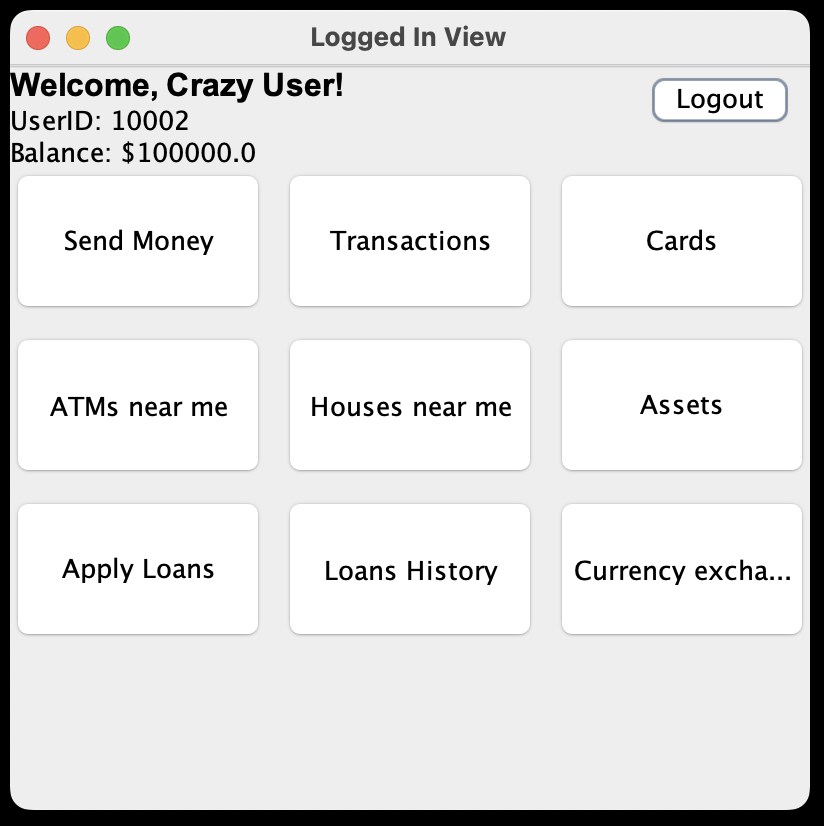 Logged In View
Welcome, Crazy User!
Logout
UserID: 10002
Balance: $100000.0
Send Money
Transactions
Cards
ATMs near me
Houses near me
Assets
Apply Loans
Loans History
Currency excha...